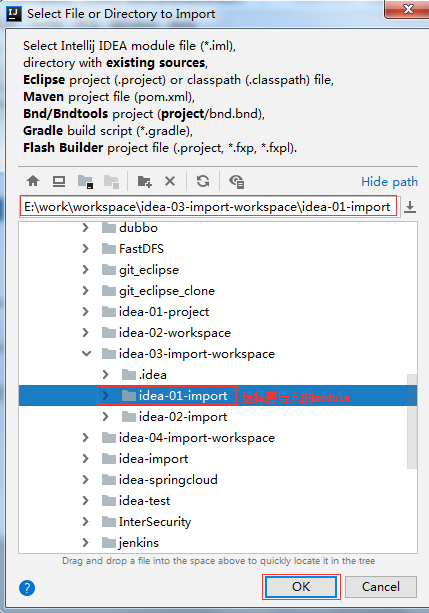 IJ Select File or Directory to Import
Select Intellij IDEA module file (*.iml),
directory with existing sources,
Eclipse project (.project) or classpath (.classpath) file,
Maven project file (pom.xml),
Bnd/Bndtools project (project/bnd.bnd),
Gradle build script (*.gradle),
Flash Builder project file (.project, *.fxp, *.fxpl).
Hide path
E:\work\workspace\idea-03-import-workspace\idea-01-import
dubbo
FastDFS
git_eclipse
git_eclipse_clone
idea-01-project
idea-02-workspace
idea-03-import-workspace
.idea
idea-01-import 选择要导入的module
idea-02-import
idea-04-import-workspace
idea-import
idea-springcloud
idea-test
InterSecurity
jenkins
Drag and drop a file into the space above to quickly locate it in the tree
? OK Cancel